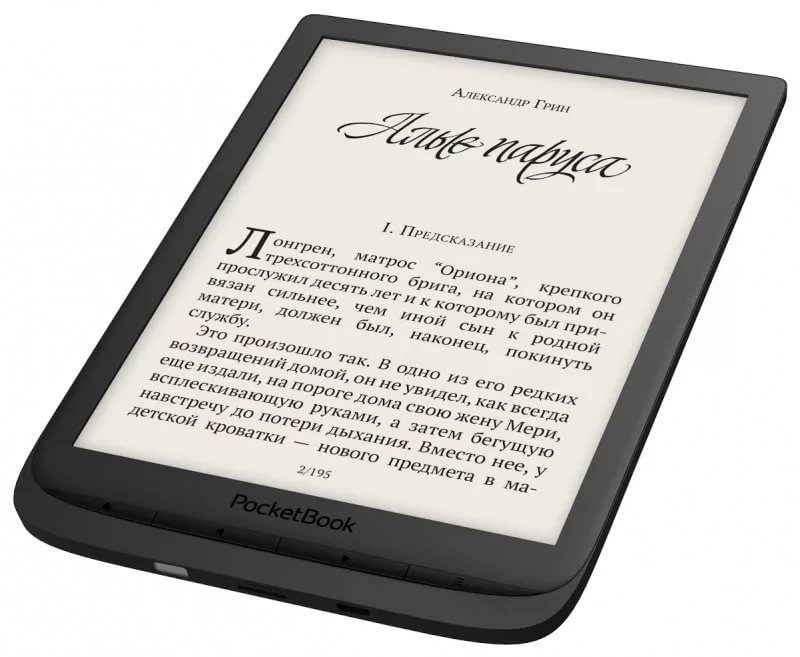 Александр Грин
Алые паруса
I. Предсказание
Лонгрен, матрос “Ориона”, крепкого
трехсоттонного брига, на котором он
прослужил десять лет и к которому был при-
вязан сильнее, чем иной сын к родной
матери, должен был, наконец, покинуть
службу.
Это произошло так. В одно из его редких
возвращений домой, он не увидел, как всегда
еще издали, на пороге дома свою жену Мери,
всплескивающую руками, а затем бегущую
навстречу до потери дыхания. Вместо нее, у
детской кроватки — нового предмета в ма-
2/195
PocketBook